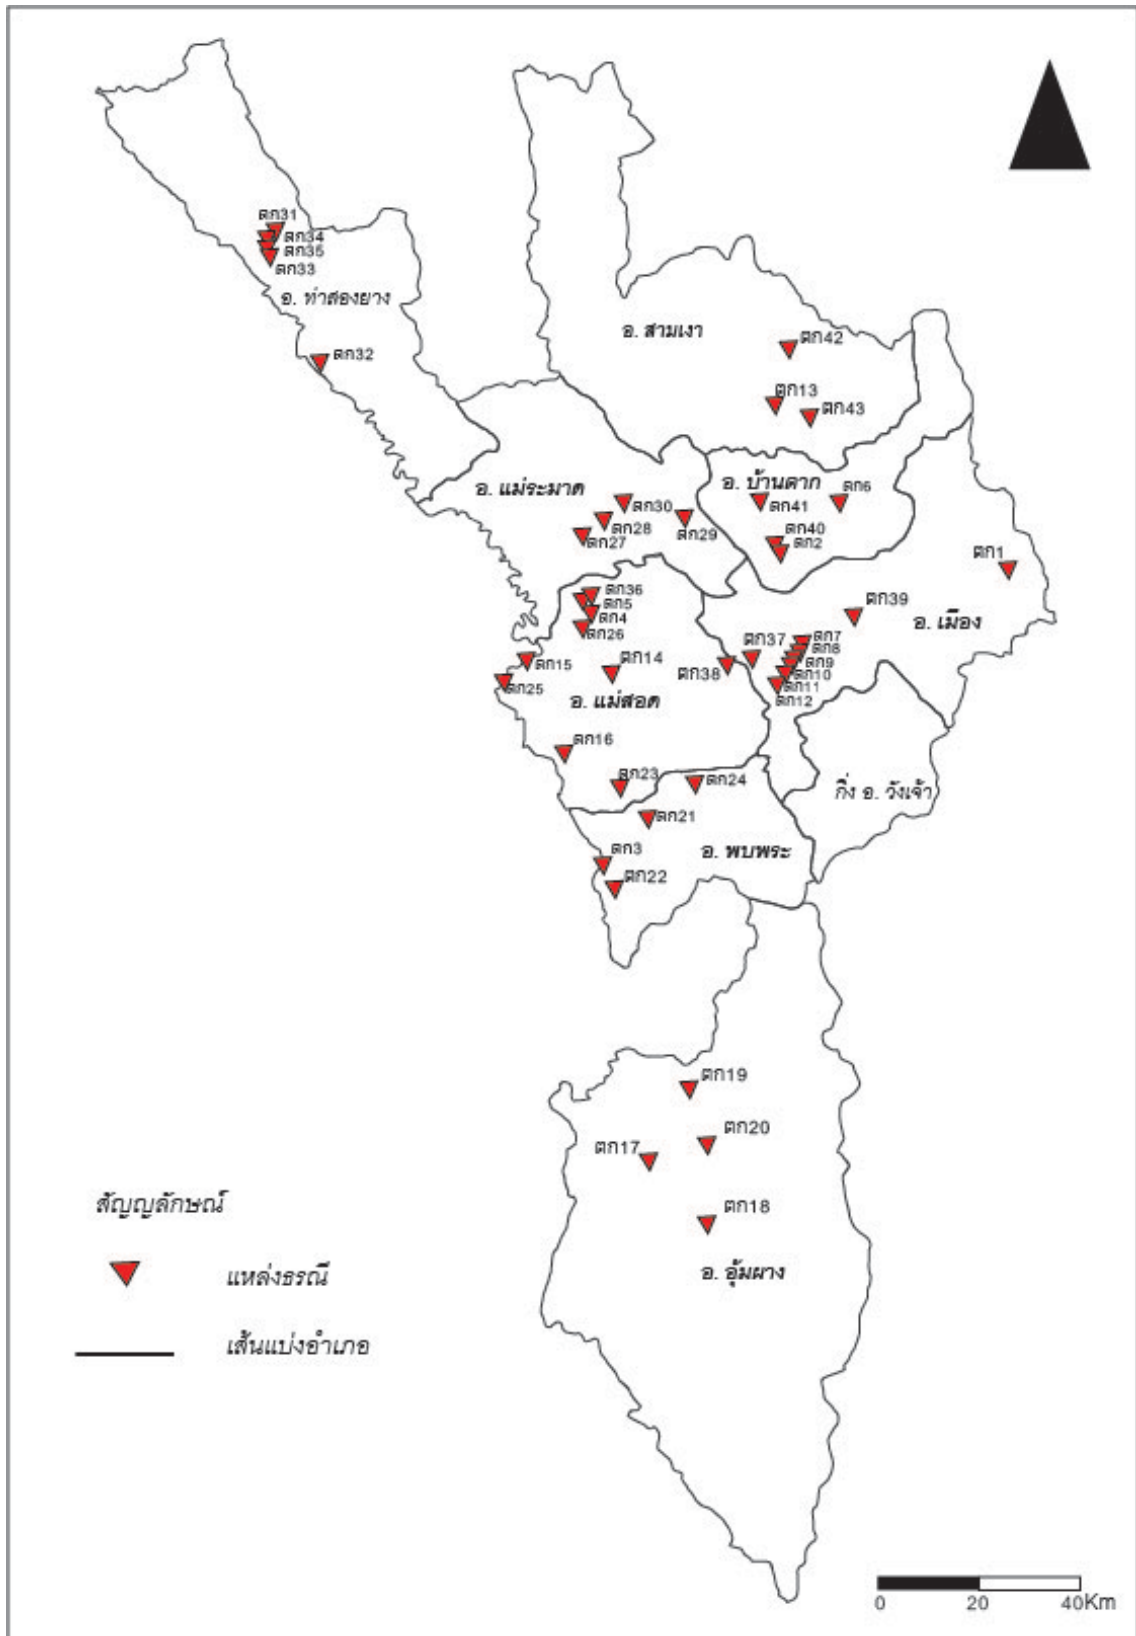 ตก31
ตก34
ตก35
ตก33
อ. ท่าสองยาง
ตก32
อ. สามเงา
ตก42
ตก13
ตก43
อ. แม่ระมาด
ตก30
ตก28
ตก27
ตก29
อ. บ้านตาก
ตก6
ตก41
ตก40
ตก2
ตก1
ตก39
อ. เมือง
ตก36
ตก5
ตก4
ตก26
ตก15
ตก25
ตก14
อ. แม่สอด
ตก37
ตก38
ตก7
ตก8
ตก9
ตก10
ตก11
ตก12
ตก16
ตก23
ตก24
กิ่ง อ. วังเจ้า
ตก21
อ. พบพระ
ตก3
ตก22
ตก19
ตก20
ตก17
ตก18
อ. อุ้มผาง
สัญญลักษณ์
แหล่งธรณี
เส้นแบ่งอำเภอ
0 20 40Km